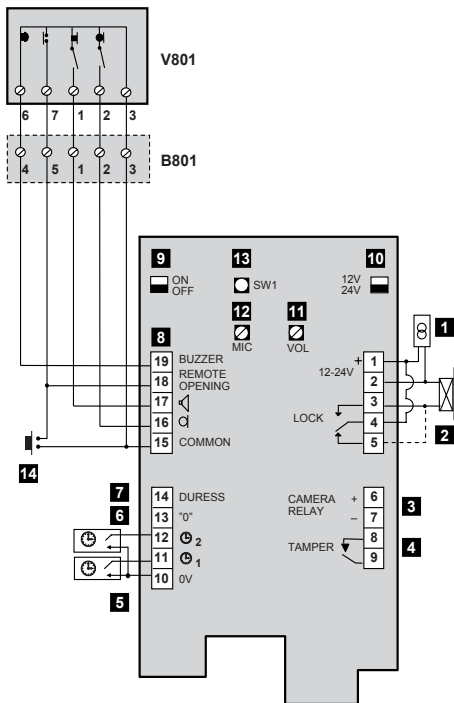 V801
6 7 1 2 3
B801
4 5 1 2 3
9
ON
OFF
13
SW1
10
12V
24V
12
MIC
11
VOL
1
8
19 BUZZER
18 REMOTE
OPENING
17
16
15 COMMON
+ 1
12-24V
2
3
LOCK
4
5
2
14
7
14 DURESS
6
13 "0"
12 2
11 1
10 0V
5
CAMERA + 6
RELAY
– 7
3
8
TAMPER
9
4